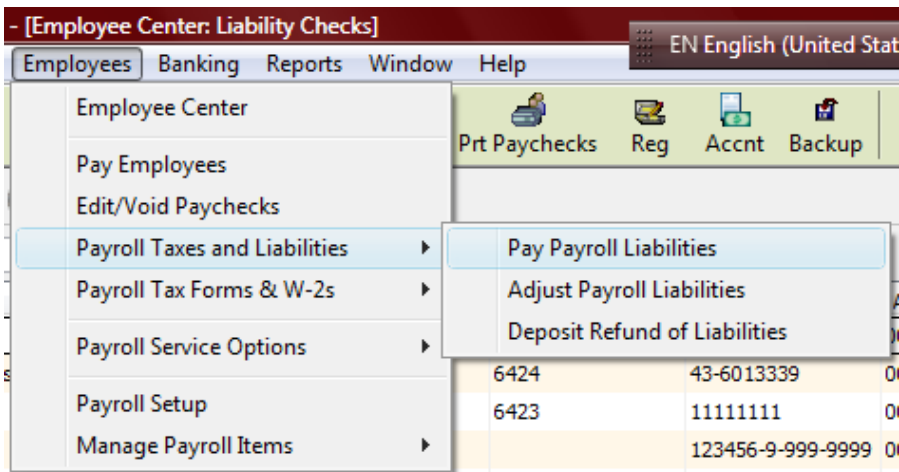 - [Employee Center: Liability Checks]
EN English (United Stat
Employees Banking Reports Window Help
Employee Center
Prt Paychecks Reg Accnt Backup
Pay Employees
Edit/Void Paychecks
Payroll Taxes and Liabilities
Pay Payroll Liabilities
Payroll Tax Forms & W-2s
Adjust Payroll Liabilities
Deposit Refund of Liabilities
Payroll Service Options
6424 43-6013339
Payroll Setup
6423 11111111
Manage Payroll Items
123456-9-999-9999